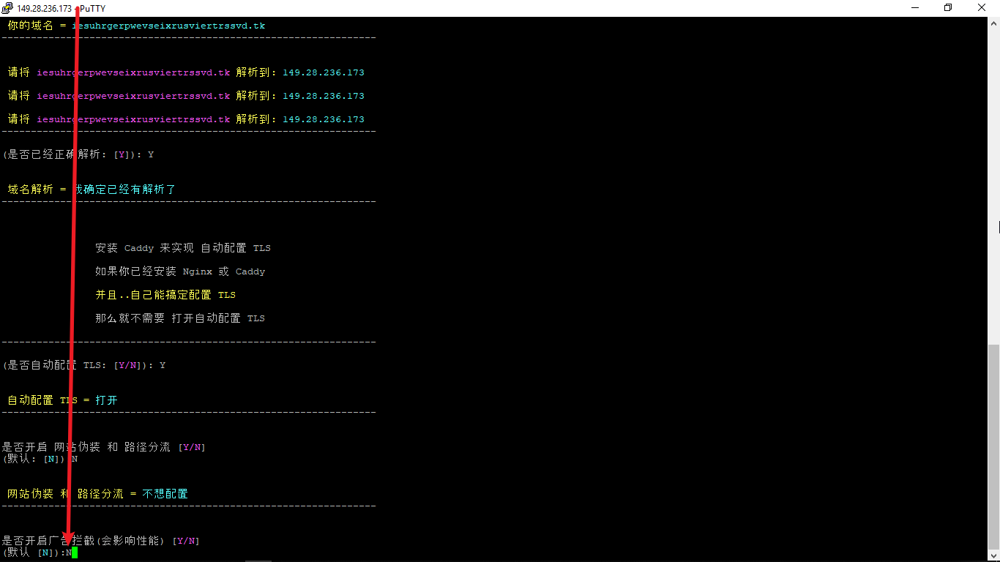 149.28.236.173 - PuTTY
你的域名 = iesuhrgerpwevseixrusviertrssvd.tk
----------------------------------------------------------------
请将 iesuhrgerpwevseixrusviertrssvd.tk 解析到: 149.28.236.173
请将 iesuhrgerpwevseixrusviertrssvd.tk 解析到: 149.28.236.173
请将 iesuhrgerpwevseixrusviertrssvd.tk 解析到: 149.28.236.173
----------------------------------------------------------------
(是否已经正确解析: [Y]): Y
域名解析 = 我确定已经有解析了
----------------------------------------------------------------
安装 Caddy 来实现 自动配置 TLS
如果你已经安装 Nginx 或 Caddy
并且..自己能搞定配置 TLS
那么就不需要 打开自动配置 TLS
----------------------------------------------------------------
(是否自动配置 TLS: [Y/N]): Y
自动配置 TLS = 打开
----------------------------------------------------------------
是否开启 网站伪装 和 路径分流 [Y/N]
(默认: [N]) N
网站伪装 和 路径分流 = 不想配置
----------------------------------------------------------------
是否开启广告拦截(会影响性能) [Y/N]
(默认 [N]):N